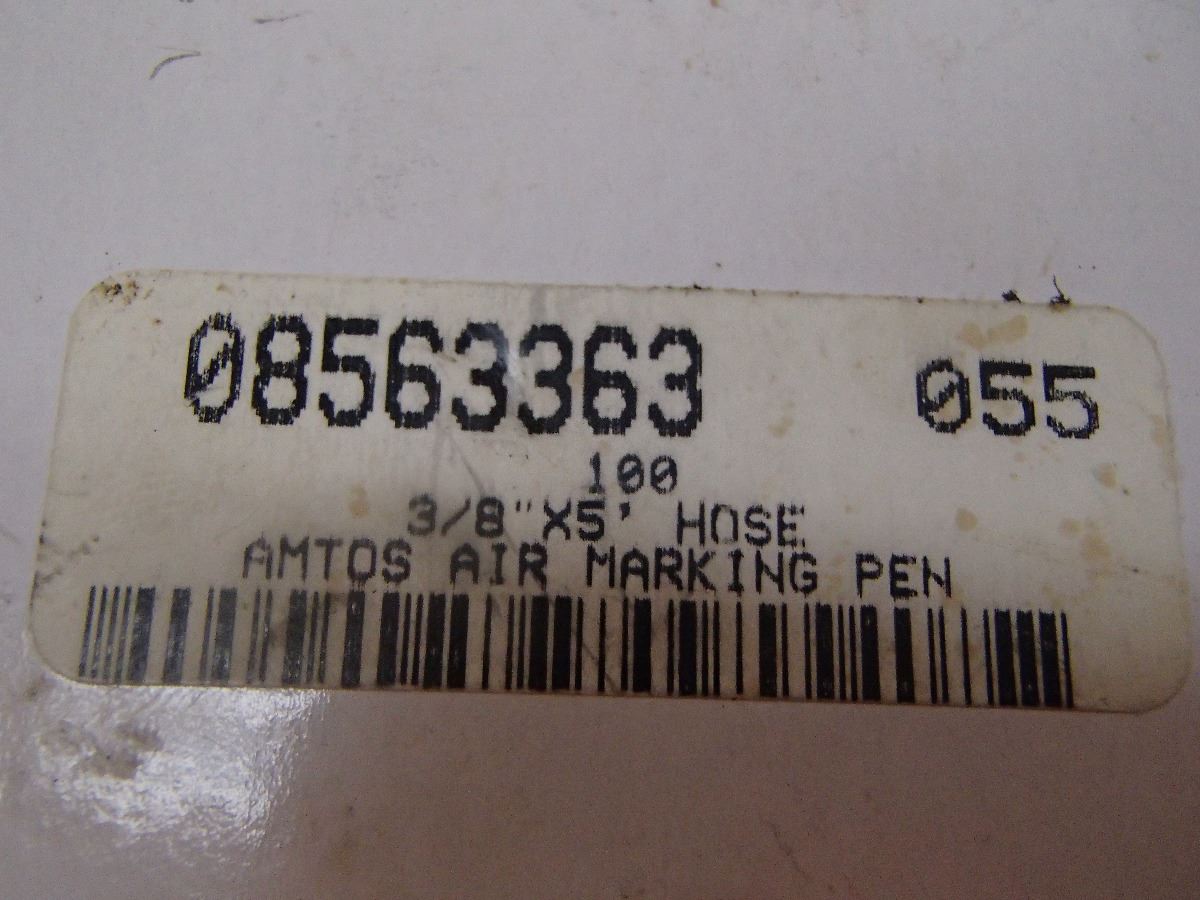 08563363 055
100
3/8"X5' HOSE
AMTOS AIR MARKING PEN